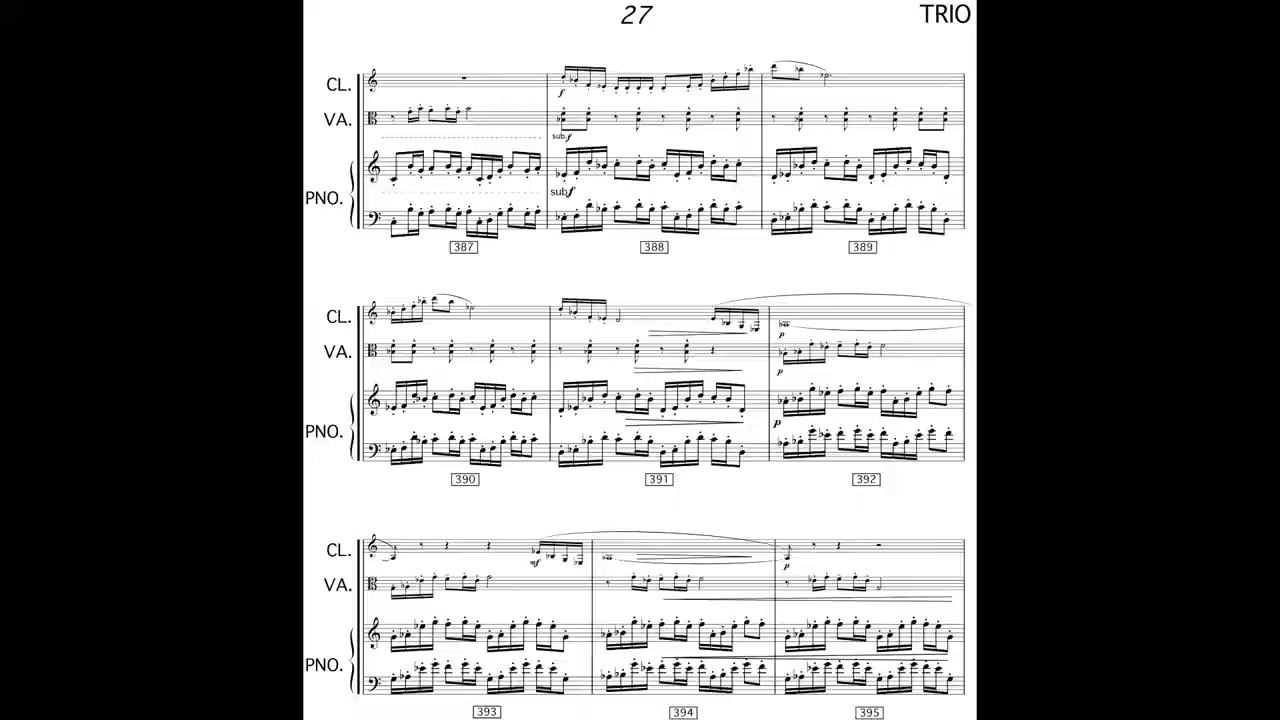 27 TRIO
CL.
f
VA.
sub.f
subf
PNO.
387 388 389
CL.
p
VA.
p
p
PNO.
390 391 392
CL.
mf p
VA.
PNO.
393 394 395